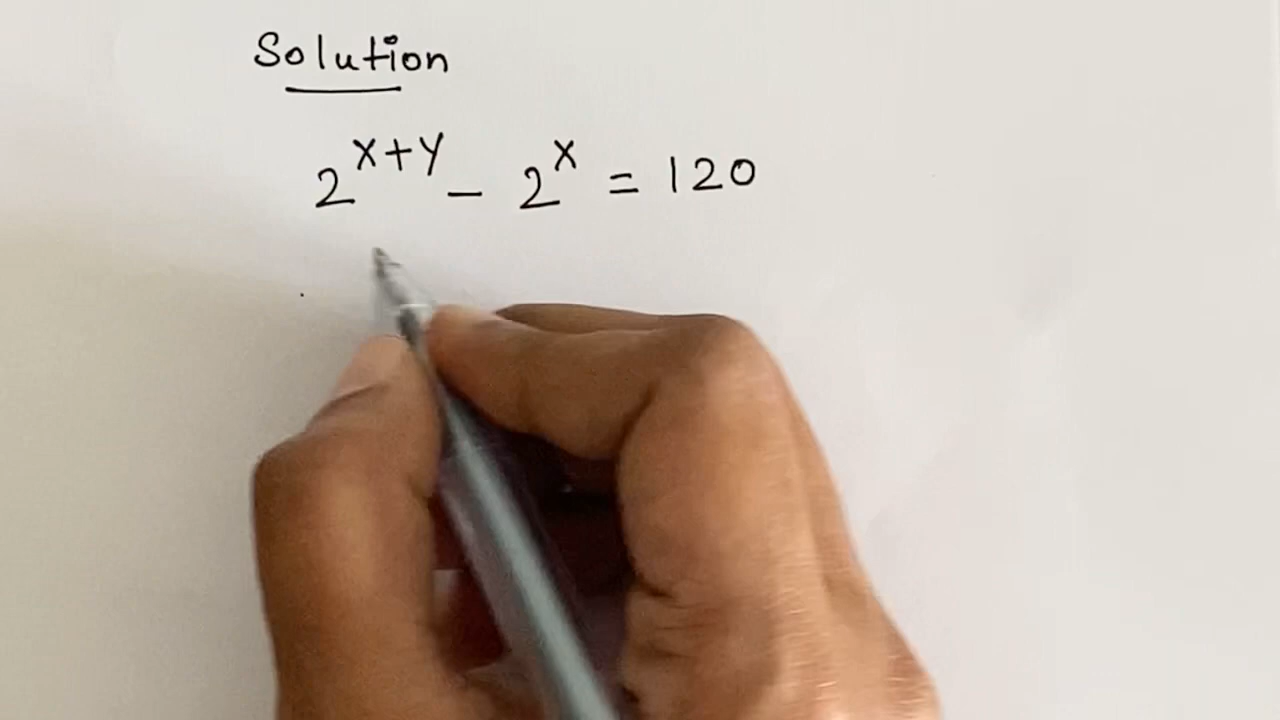 Solution
2^{x+y} - 2^x = 120